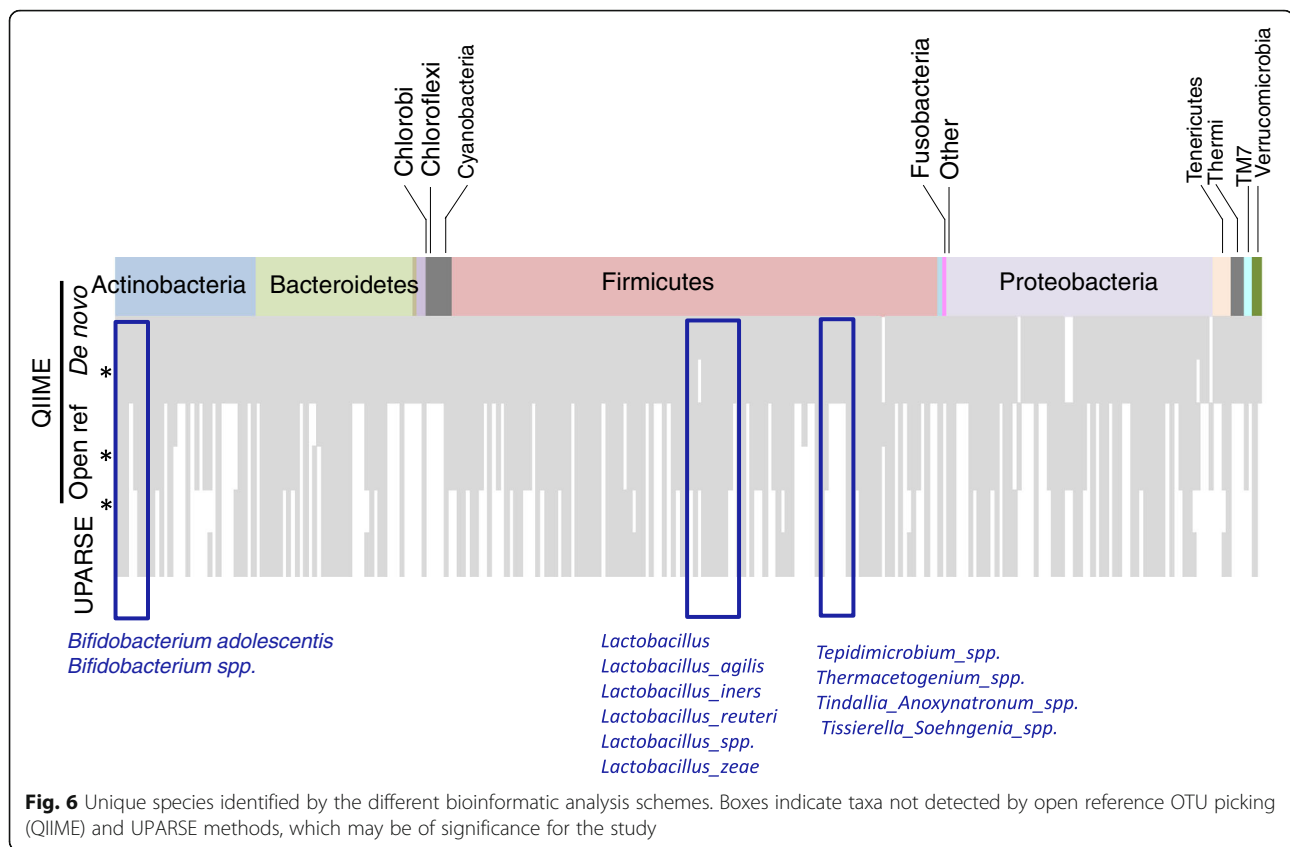 Chlorobi
Chloroflexi
Cyanobacteria
Fusobacteria
Other
Tenericutes
Thermi
TM7
Verrucomicrobia
Actinobacteria
Bacteroidetes
Firmicutes
Proteobacteria
QIIME
De novo
*
Open ref
*
UPARSE
*
Bifidobacterium adolescentis
Bifidobacterium spp.
Lactobacillus
Lactobacillus_agilis
Lactobacillus_iners
Lactobacillus_reuteri
Lactobacillus_spp.
Lactobacillus_zeae
Tepidimicrobium_spp.
Thermacetogenium_spp.
Tindallia_Anoxynatronum_spp.
Tissierella_Soehngenia_spp.
Fig. 6 Unique species identified by the different bioinformatic analysis schemes. Boxes indicate taxa not detected by open reference OTU picking
(QIIME) and UPARSE methods, which may be of significance for the study